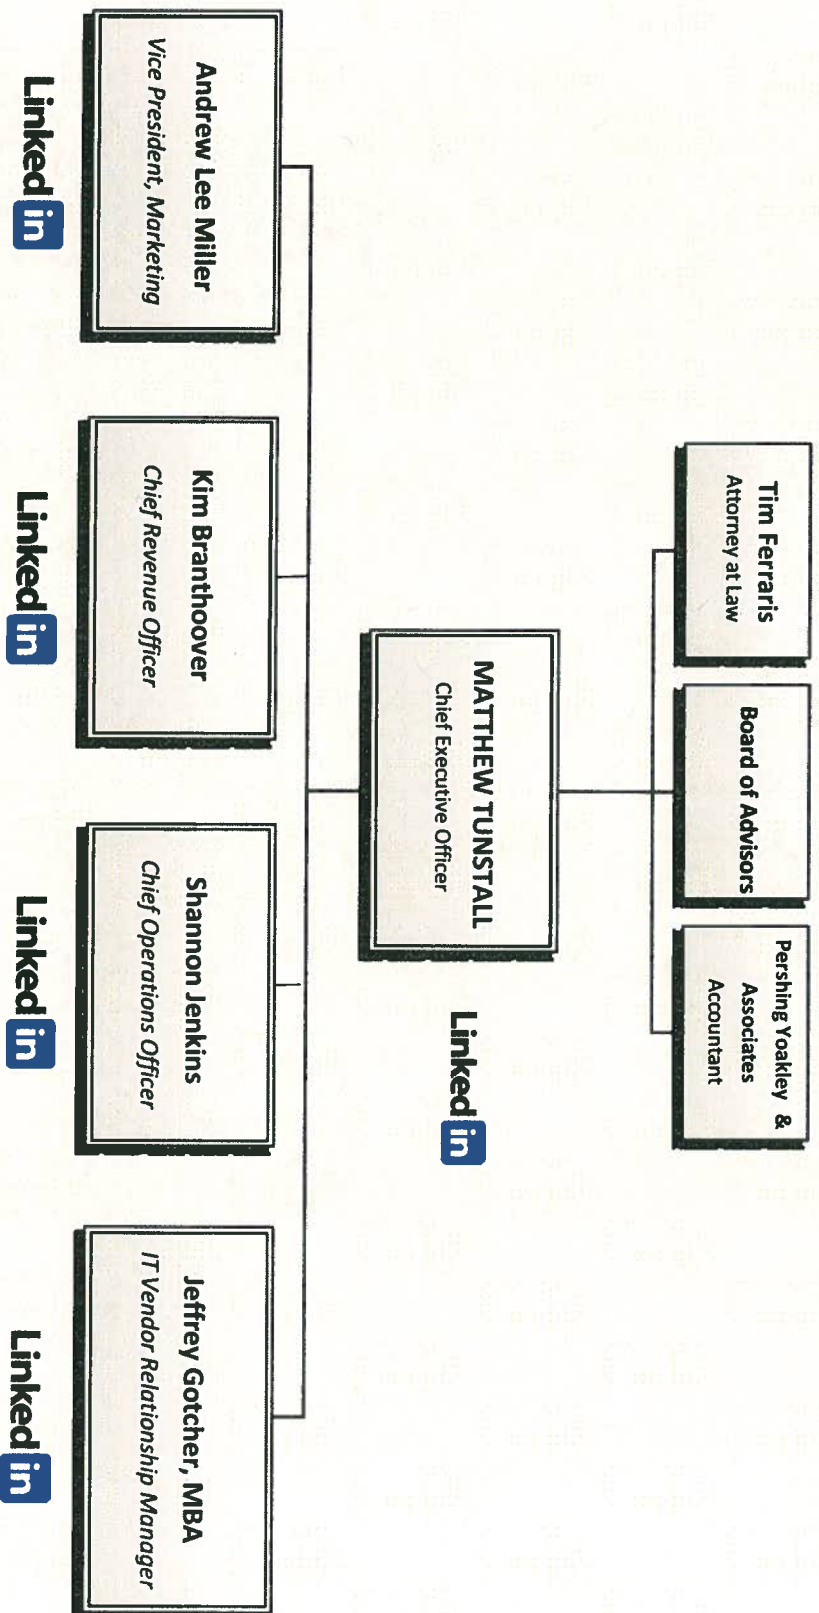 Tim Ferraris
Attorney at Law
Board of Advisors
Pershing Yoakley &
Associates
Accountant
MATTHEW TUNSTALL
Chief Executive Officer
Linked in
Andrew Lee Miller
Vice President, Marketing
Linked in
Kim Branthoover
Chief Revenue Officer
Linked in
Shannon Jenkins
Chief Operations Officer
Linked in
Jeffrey Gotcher, MBA
IT Vendor Relationship Manager
Linked in